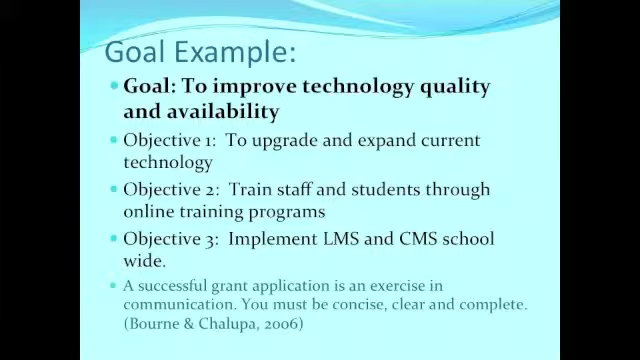 Goal Example:
Goal: To improve technology quality
and availability
Objective 1: To upgrade and expand current
technology
Objective 2: Train staff and students through
online training programs
Objective 3: Implement LMS and CMS school
wide.
A successful grant application is an exercise in
communication. You must be concise, clear and complete.
(Bourne & Chalupa, 2006)